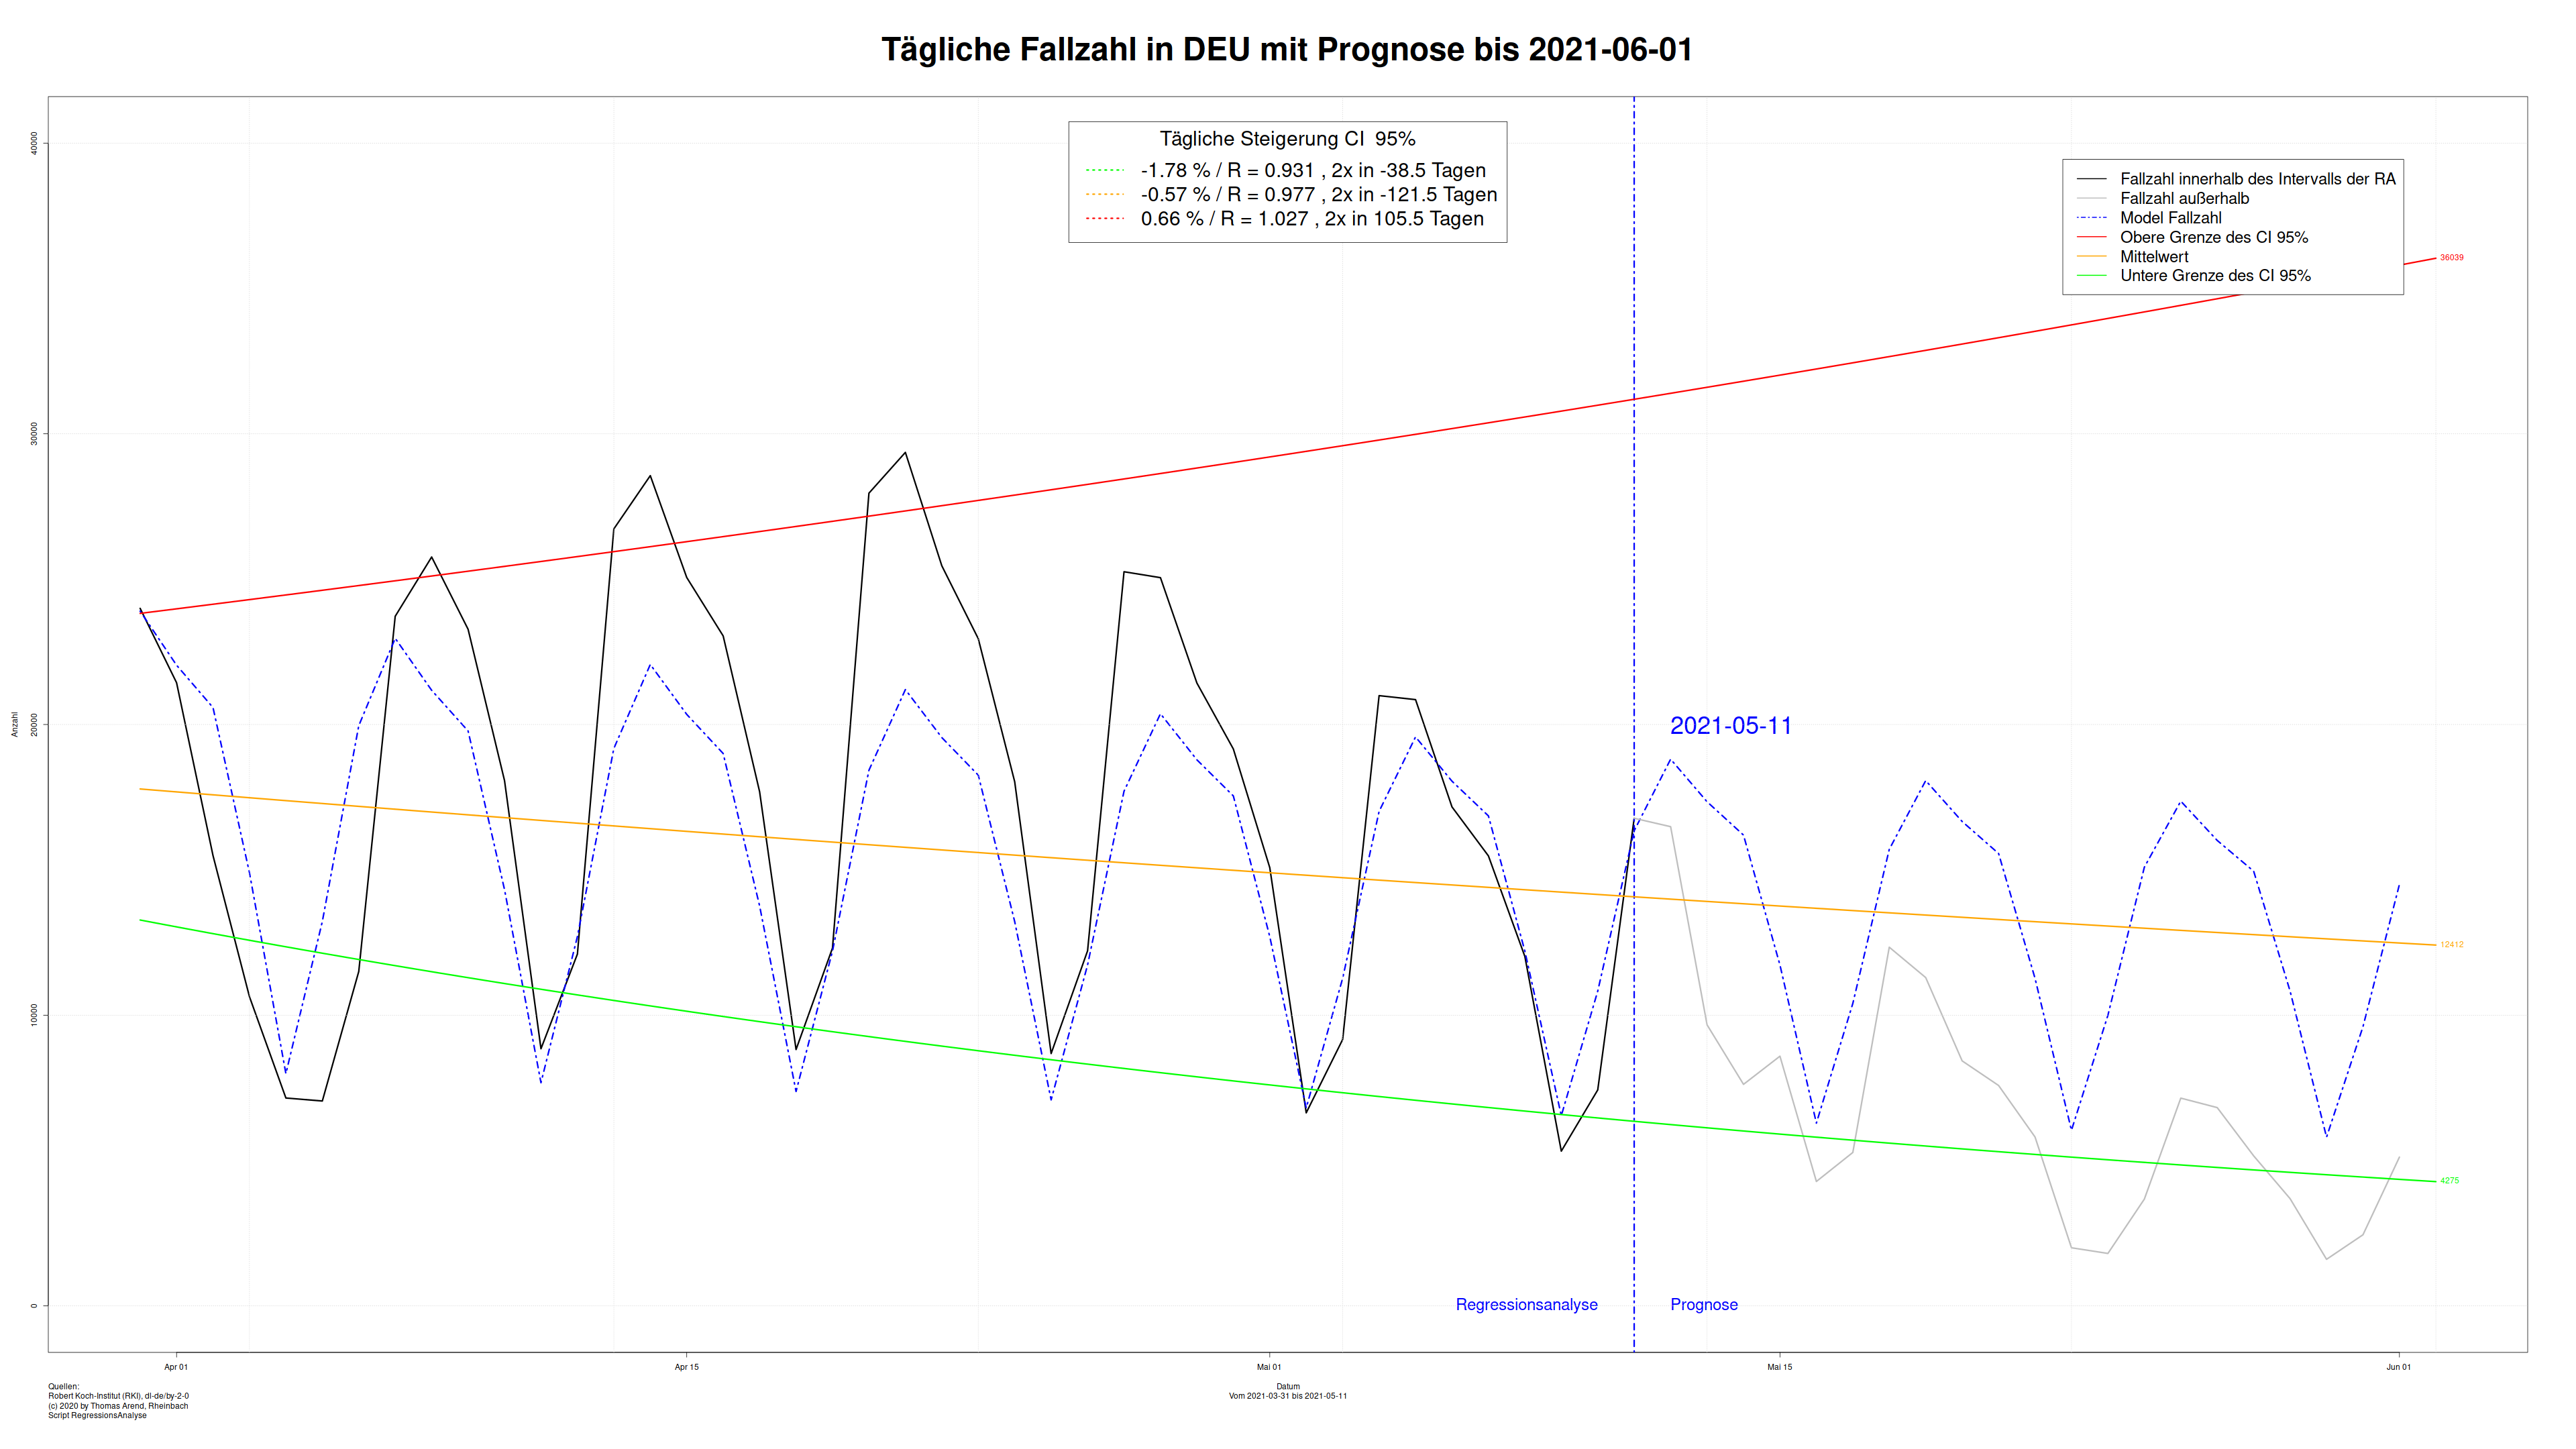 Tägliche Fallzahl in DEU mit Prognose bis 2021-06-01
Tägliche Steigerung CI 95%
-1.78 % / R = 0.931 , 2x in -38.5 Tagen
-0.57 % / R = 0.977 , 2x in -121.5 Tagen
0.66 % / R = 1.027 , 2x in 105.5 Tagen
Fallzahl innerhalb des Intervalls der RA
Fallzahl außerhalb
Model Fallzahl
Obere Grenze des CI 95%
Mittelwert
Untere Grenze des CI 95%
40000
30000
20000
10000
0
Anzahl
36039
12412
4275
2021-05-11
Regressionsanalyse
Prognose
Apr 01
Apr 15
Mai 01
Mai 15
Jun 01
Datum
Vom 2021-03-31 bis 2021-05-11
Quellen:
Robert Koch-Institut (RKI), dl-de/by-2-0
(c) 2020 by Thomas Arend, Rheinbach
Script RegressionsAnalyse